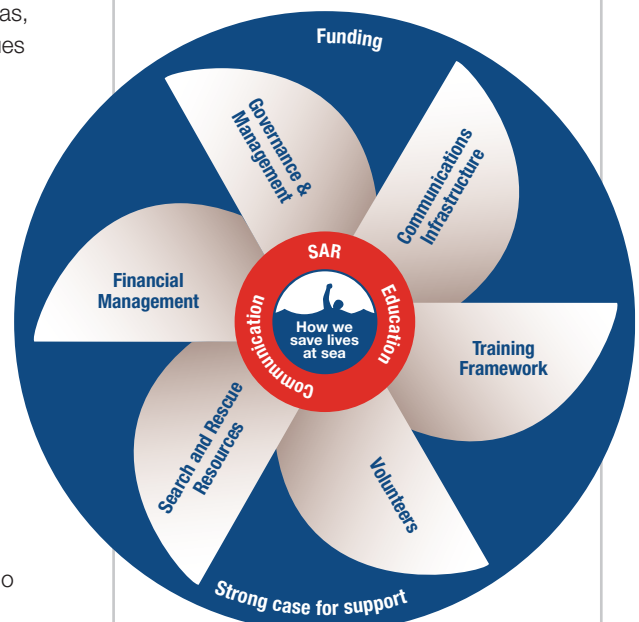 as,
Funding
Governance &
Management
Communications
Infrastructure
Financial
Management
SAR
Education
Communication
How we
save lives
at sea
Training
Framework
Search and Rescue
Resources
Volunteers
o
Strong case for support